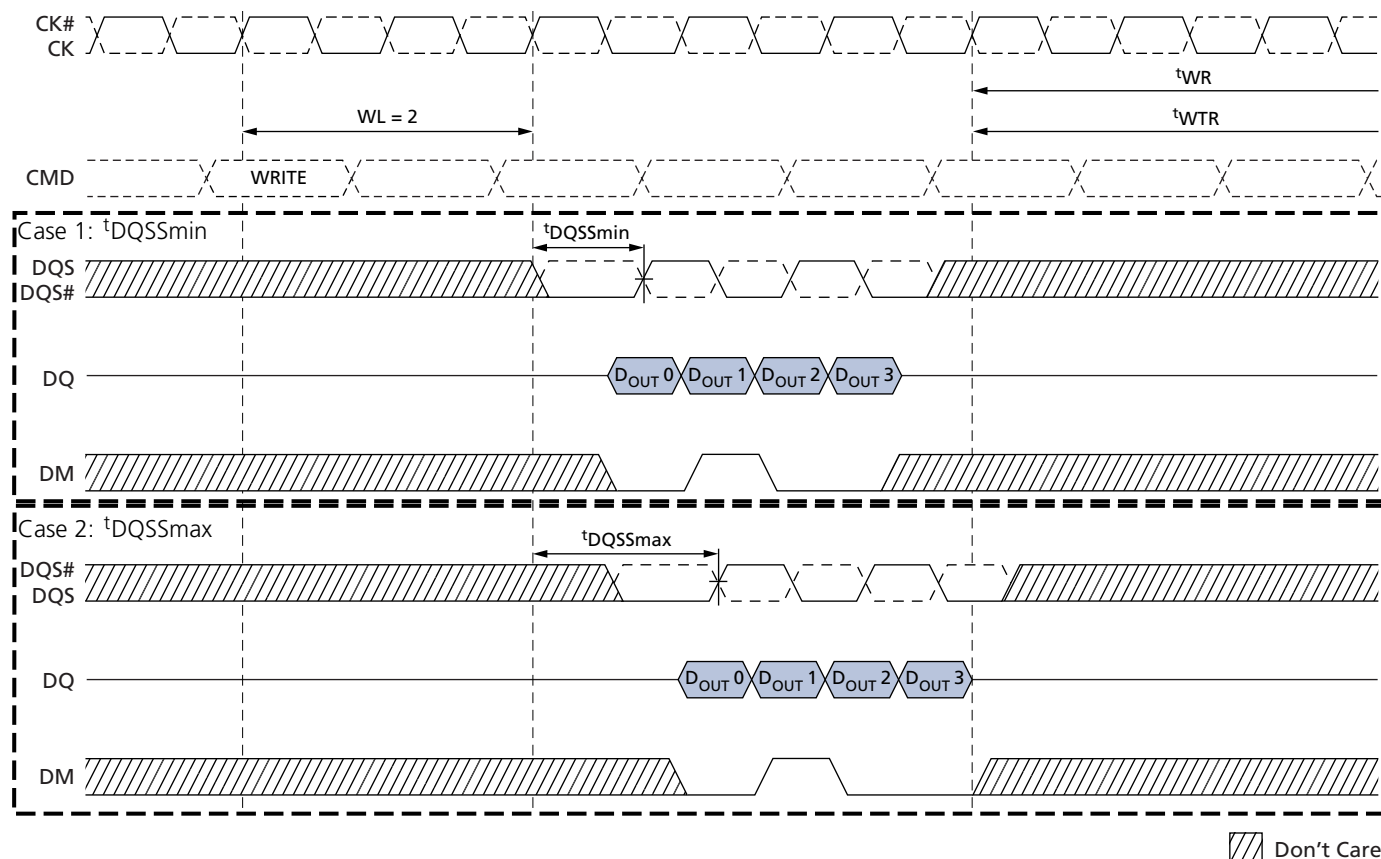 CK#
CK
tWR
WL = 2
tWTR
CMD
WRITE
Case 1: tDQSSmin
tDQSSmin
DQS
DQS#
DQ
DOUT 0
DOUT 1
DOUT 2
DOUT 3
DM
Case 2: tDQSSmax
tDQSSmax
DQS#
DQS
DQ
DOUT 0
DOUT 1
DOUT 2
DOUT 3
DM
Don't Care